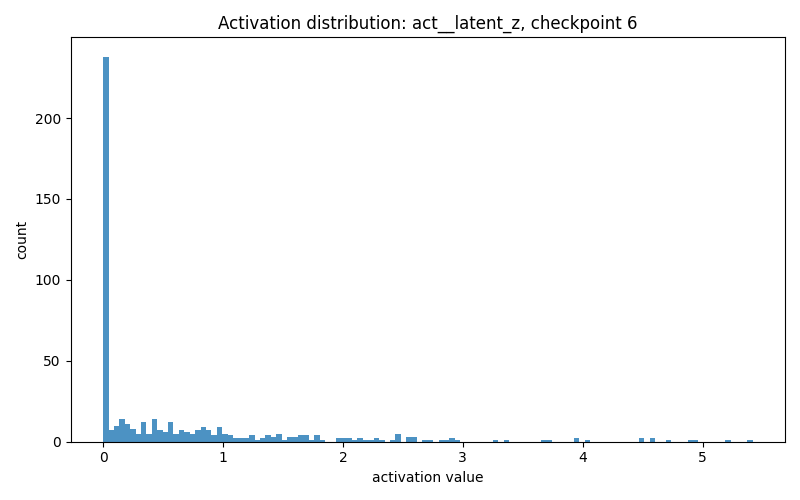 Activation distribution: act__latent_z, checkpoint 6
count
200
150
100
50
0
0 1 2 3 4 5
activation value